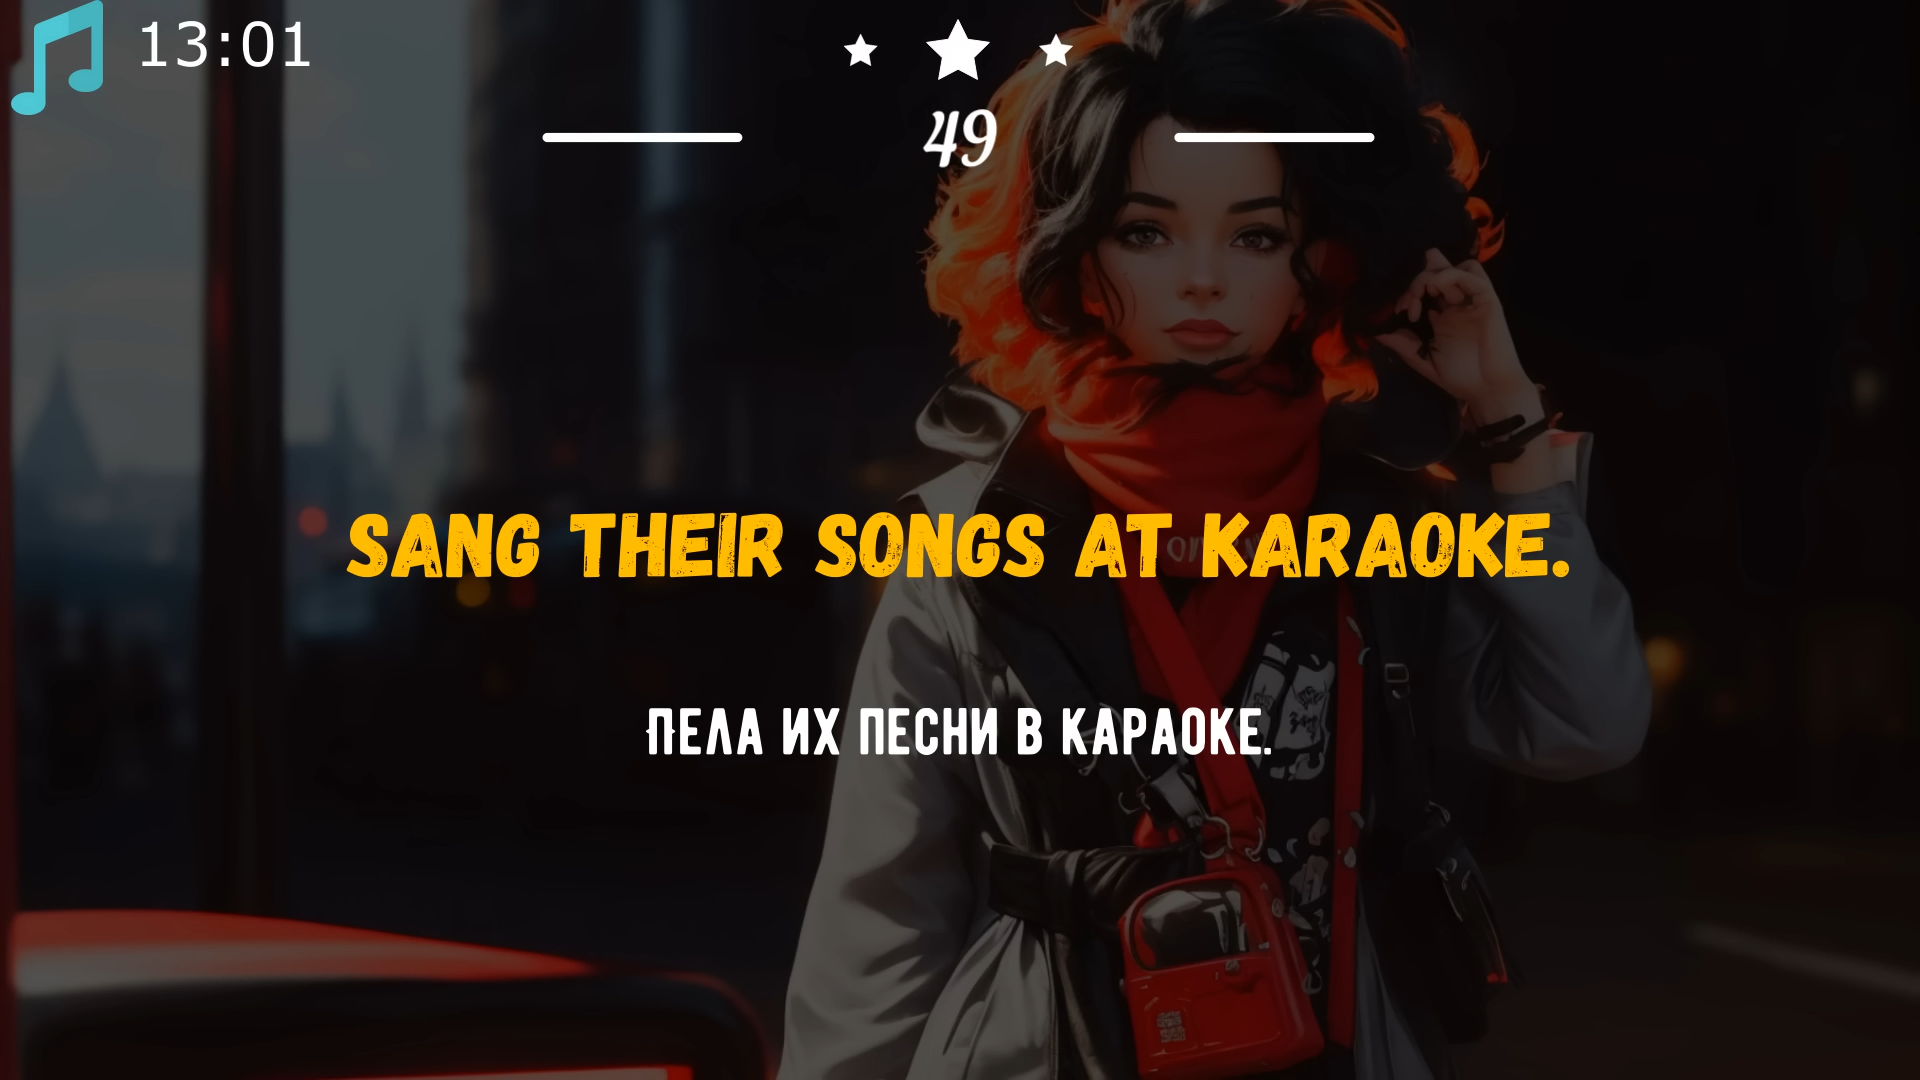 13:01
49
SANG THEIR SONGS AT KARAOKE.
ПЕЛА ИХ ПЕСНИ В КАРАОКЕ.